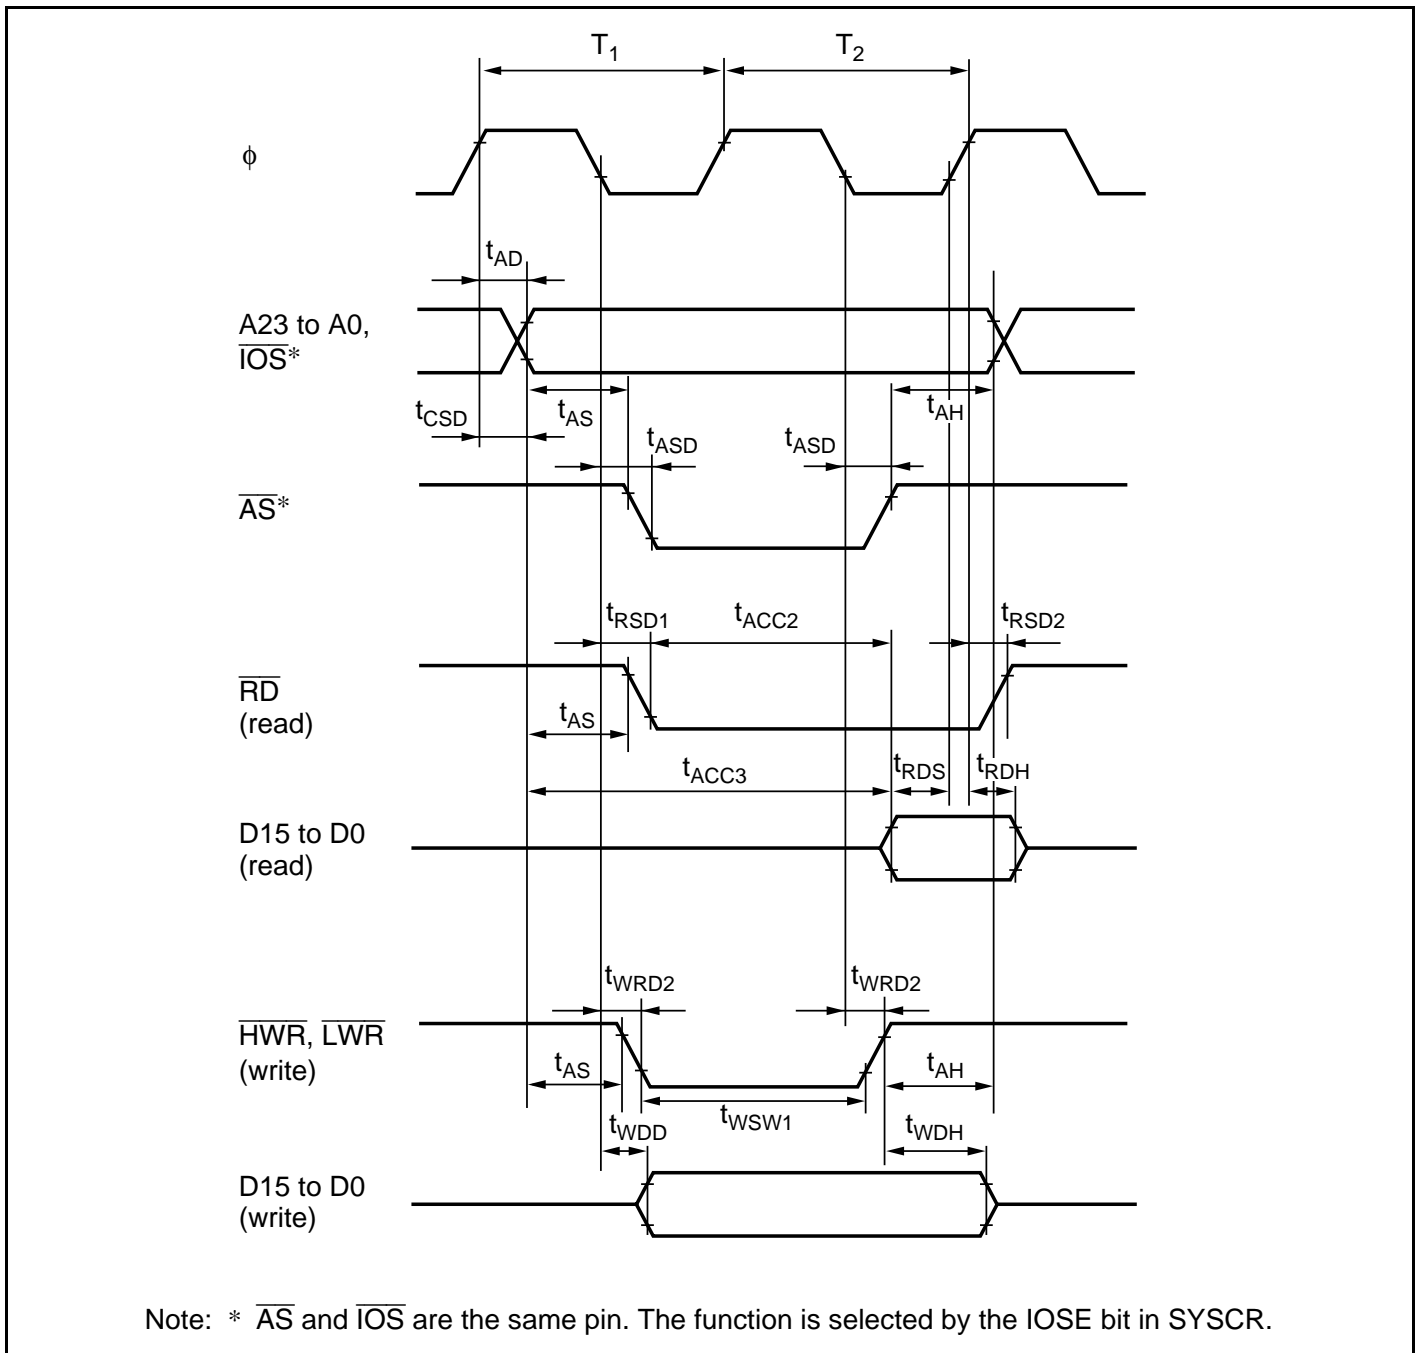 T1 T2
ϕ
tAD
A23 to A0,
IOS*
tCSD tAS tAH
tASD tASD
AS*
tRSD1 tACC2 tRSD2
RD
(read)
tAS
tACC3 tRDS tRDH
D15 to D0
(read)
tWRD2 tWRD2
HWR, LWR
(write)
tAS tAH
tWDD tWSW1 tWDH
D15 to D0
(write)
Note: * AS and IOS are the same pin. The function is selected by the IOSE bit in SYSCR.